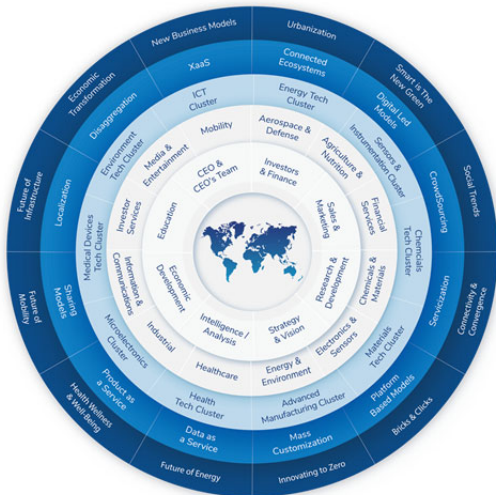 New Business Models
Urbanization
Smart is The
New Green
Social Trends
Connectivity &
Convergence
Bricks & Clicks
Innovating to Zero
Future of Energy
Health Wellness
& Well-Being
Future of
Mobility
Future of
Infrastructure
Economic
Transformation
XaaS
Connected
Ecosystems
Digital Led
Models
CrowdSourcing
Servicization
Platform
Based Models
Mass
Customization
Data as
a Service
Product as
a Service
Sharing
Models
Localization
Disaggregation
ICT
Cluster
Energy Tech
Cluster
Sensors &
Instrumentation Cluster
Chemcials
Tech Cluster
Materials
Tech Cluster
Advanced
Manufacturing Cluster
Health
Tech Cluster
Microelectronics
Cluster
Medical Devices
Tech Cluster
Environment
Tech Cluster
Mobility
Aerospace &
Defense
Agriculture &
Nutrition
Financial
Services
Chemicals &
Materials
Electronics &
Sensors
Energy &
Environment
Healthcare
Industrial
Information &
Communications
Investor
Services
Media &
Entertainment
CEO &
CEO's Team
Investors
& Finance
Sales &
Marketing
Research &
Development
Strategy
& Vision
Intelligence /
Analysis
Economic
Development
Education